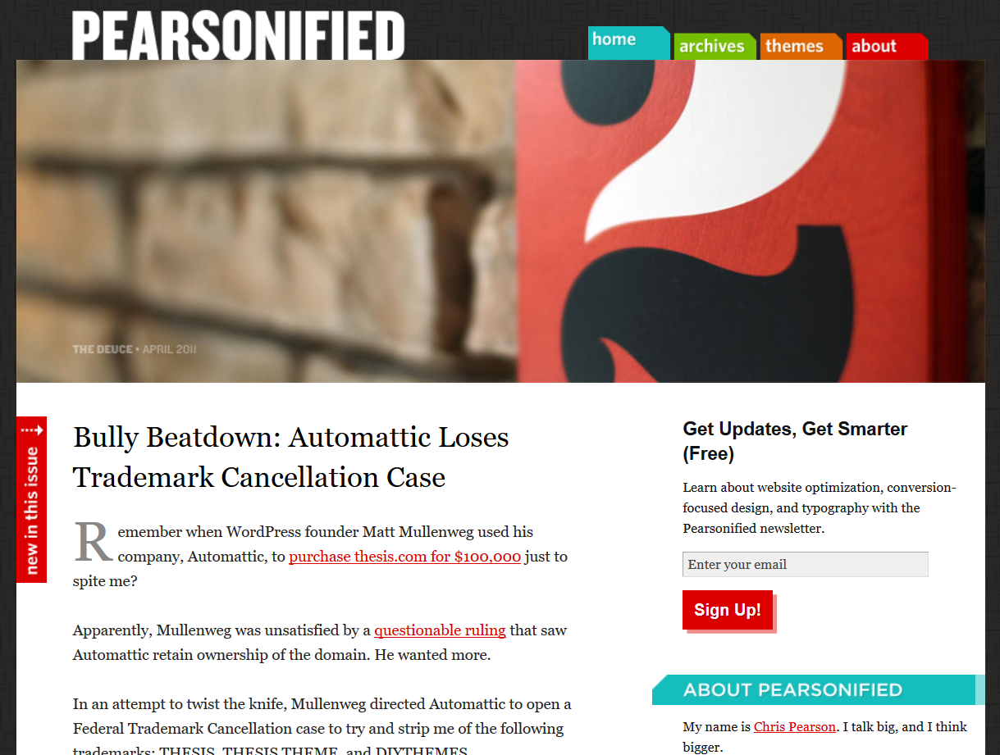 PEARSONIFIED
home
archives
themes
about
THE DEUCE • APRIL 2011
new in this issue
Bully Beatdown: Automattic Loses
Trademark Cancellation Case
Remember when WordPress founder Matt Mullenweg used his
company, Automattic, to purchase thesis.com for $100,000 just to
spite me?
Apparently, Mullenweg was unsatisfied by a questionable ruling that saw
Automattic retain ownership of the domain. He wanted more.
In an attempt to twist the knife, Mullenweg directed Automattic to open a
Federal Trademark Cancellation case to try and strip me of the following
trademarks: THESIS, THESIS THEME, and DIYTHEMES.
Get Updates, Get Smarter
(Free)
Learn about website optimization, conversion-
focused design, and typography with the
Pearsonified newsletter.
Enter your email
Sign Up!
ABOUT PEARSONIFIED
My name is Chris Pearson. I talk big, and I think
bigger.